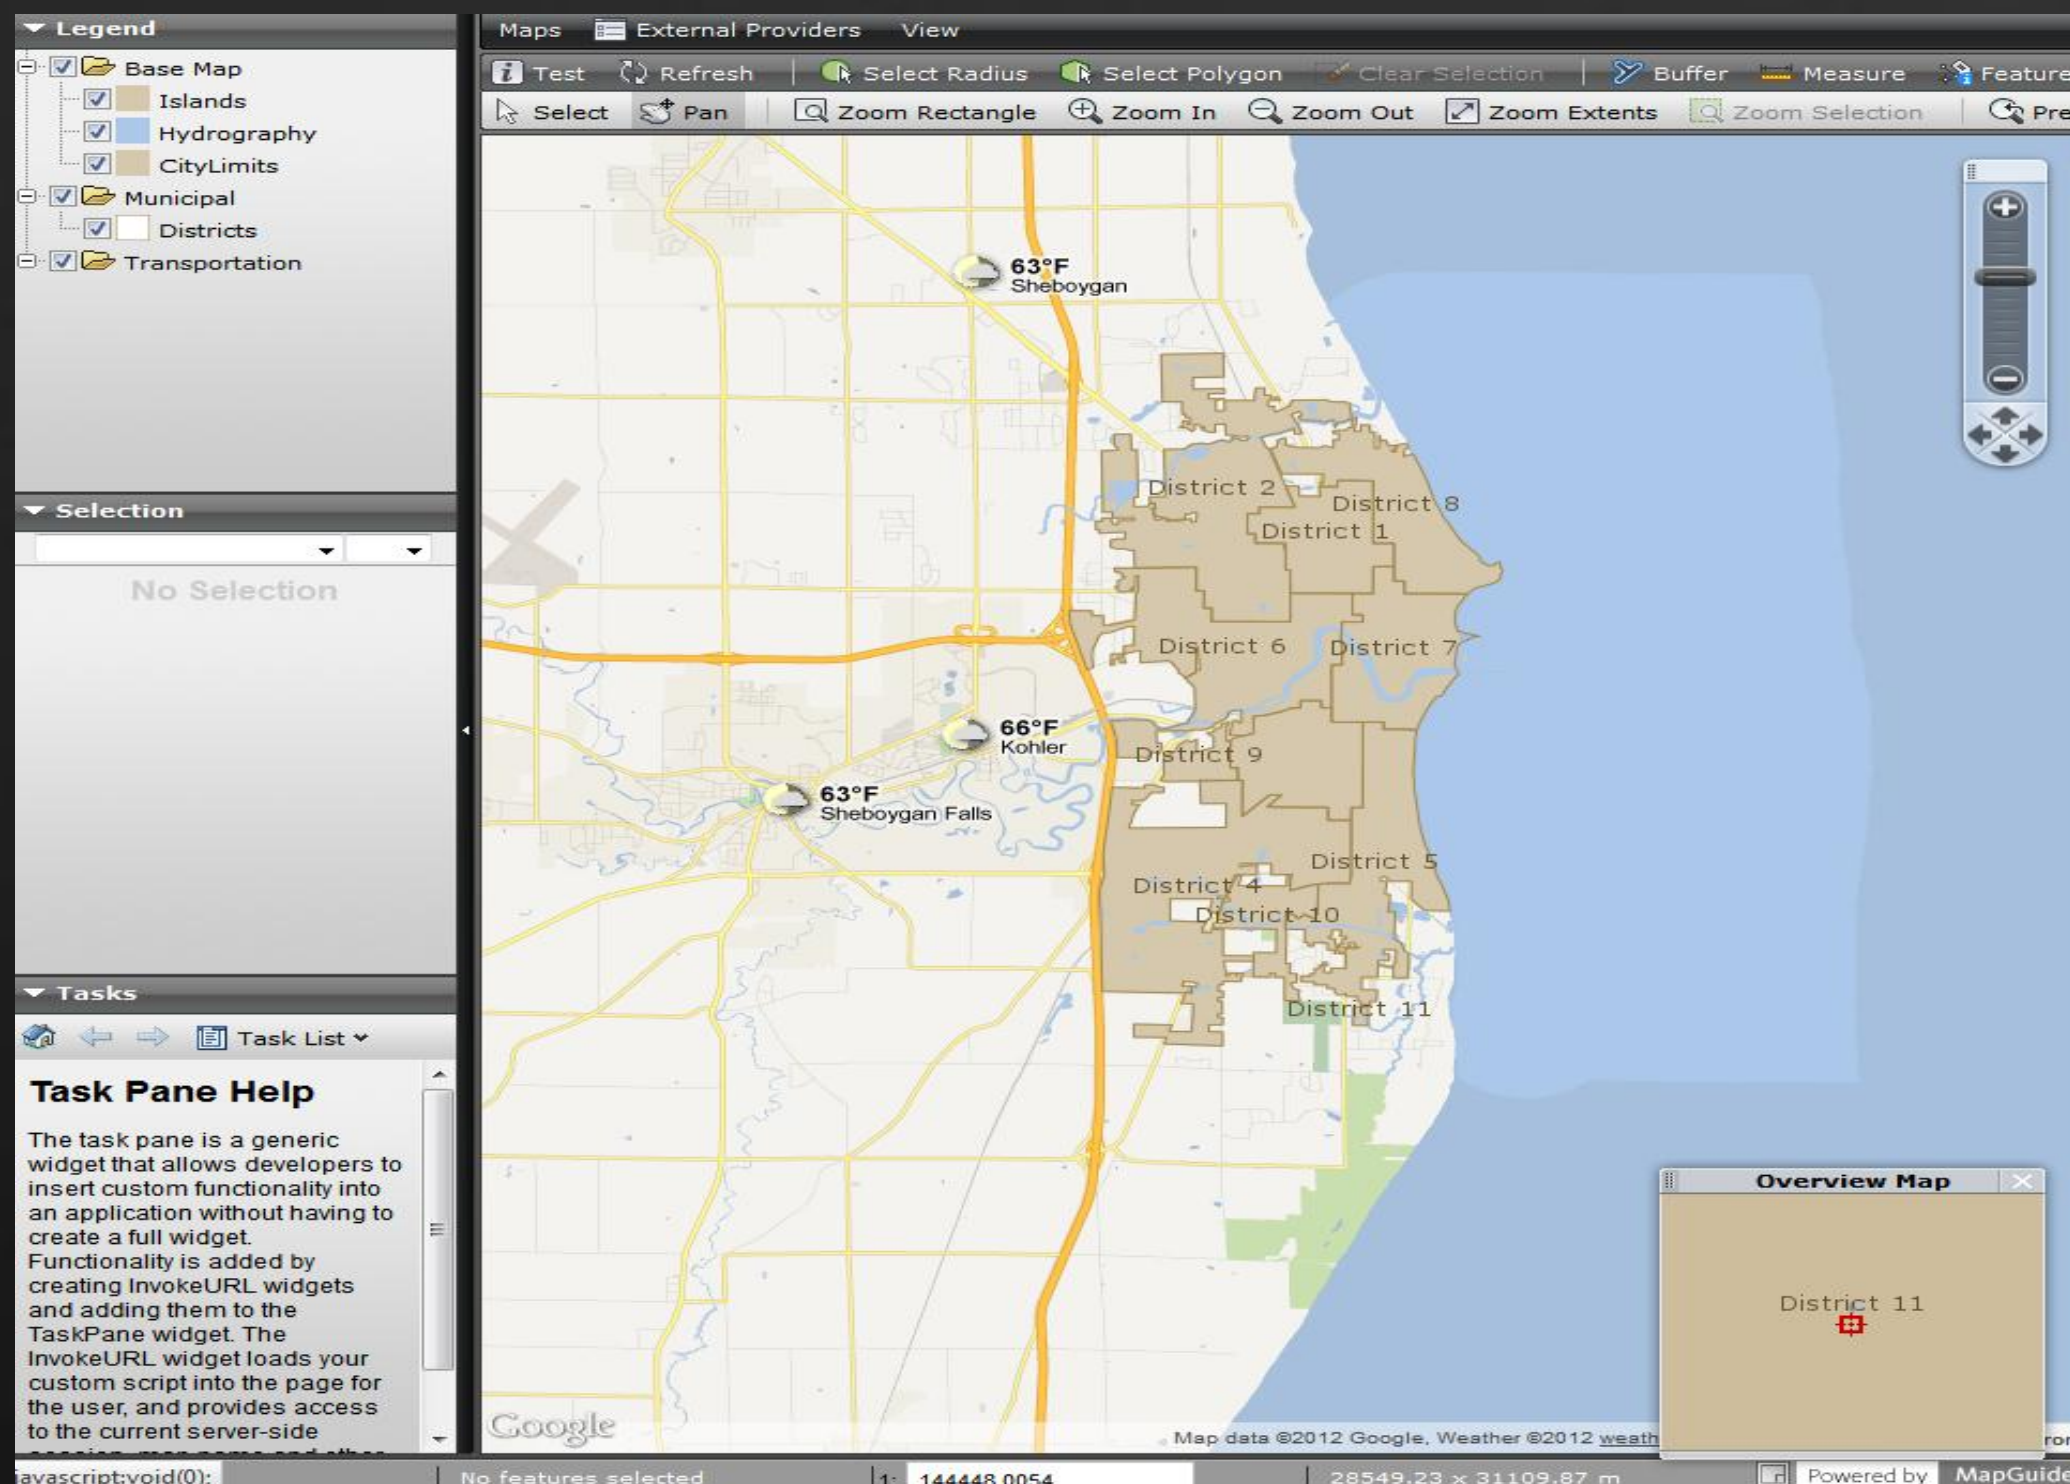 Legend
Base Map
Islands
Hydrography
CityLimits
Municipal
Districts
Transportation
Selection
No Selection
Tasks
Task List
Task Pane Help
The task pane is a generic
widget that allows developers to
insert custom functionality into
an application without having to
create a full widget.
Functionality is added by
creating InvokeURL widgets
and adding them to the
TaskPane widget. The
InvokeURL widget loads your
custom script into the page for
the user, and provides access
to the current server-side
Maps External Providers View
Test Refresh Select Radius Select Polygon Clear Selection Buffer Measure Feature
Select Pan Zoom Rectangle Zoom In Zoom Out Zoom Extents Zoom Selection Pre
63°F
Sheboygan
District 2
District 8
District 1
District 6
District 7
66°F
Kohler
District 9
63°F
Sheboygan Falls
District 5
District 4
District 10
District 11
Overview Map
District 11
Google
Map data ©2012 Google, Weather ©2012 weath
javascript:void(0);
No features selected
1: 144448.0054
28549.23 x 31109.87 m
Powered by MapGuide